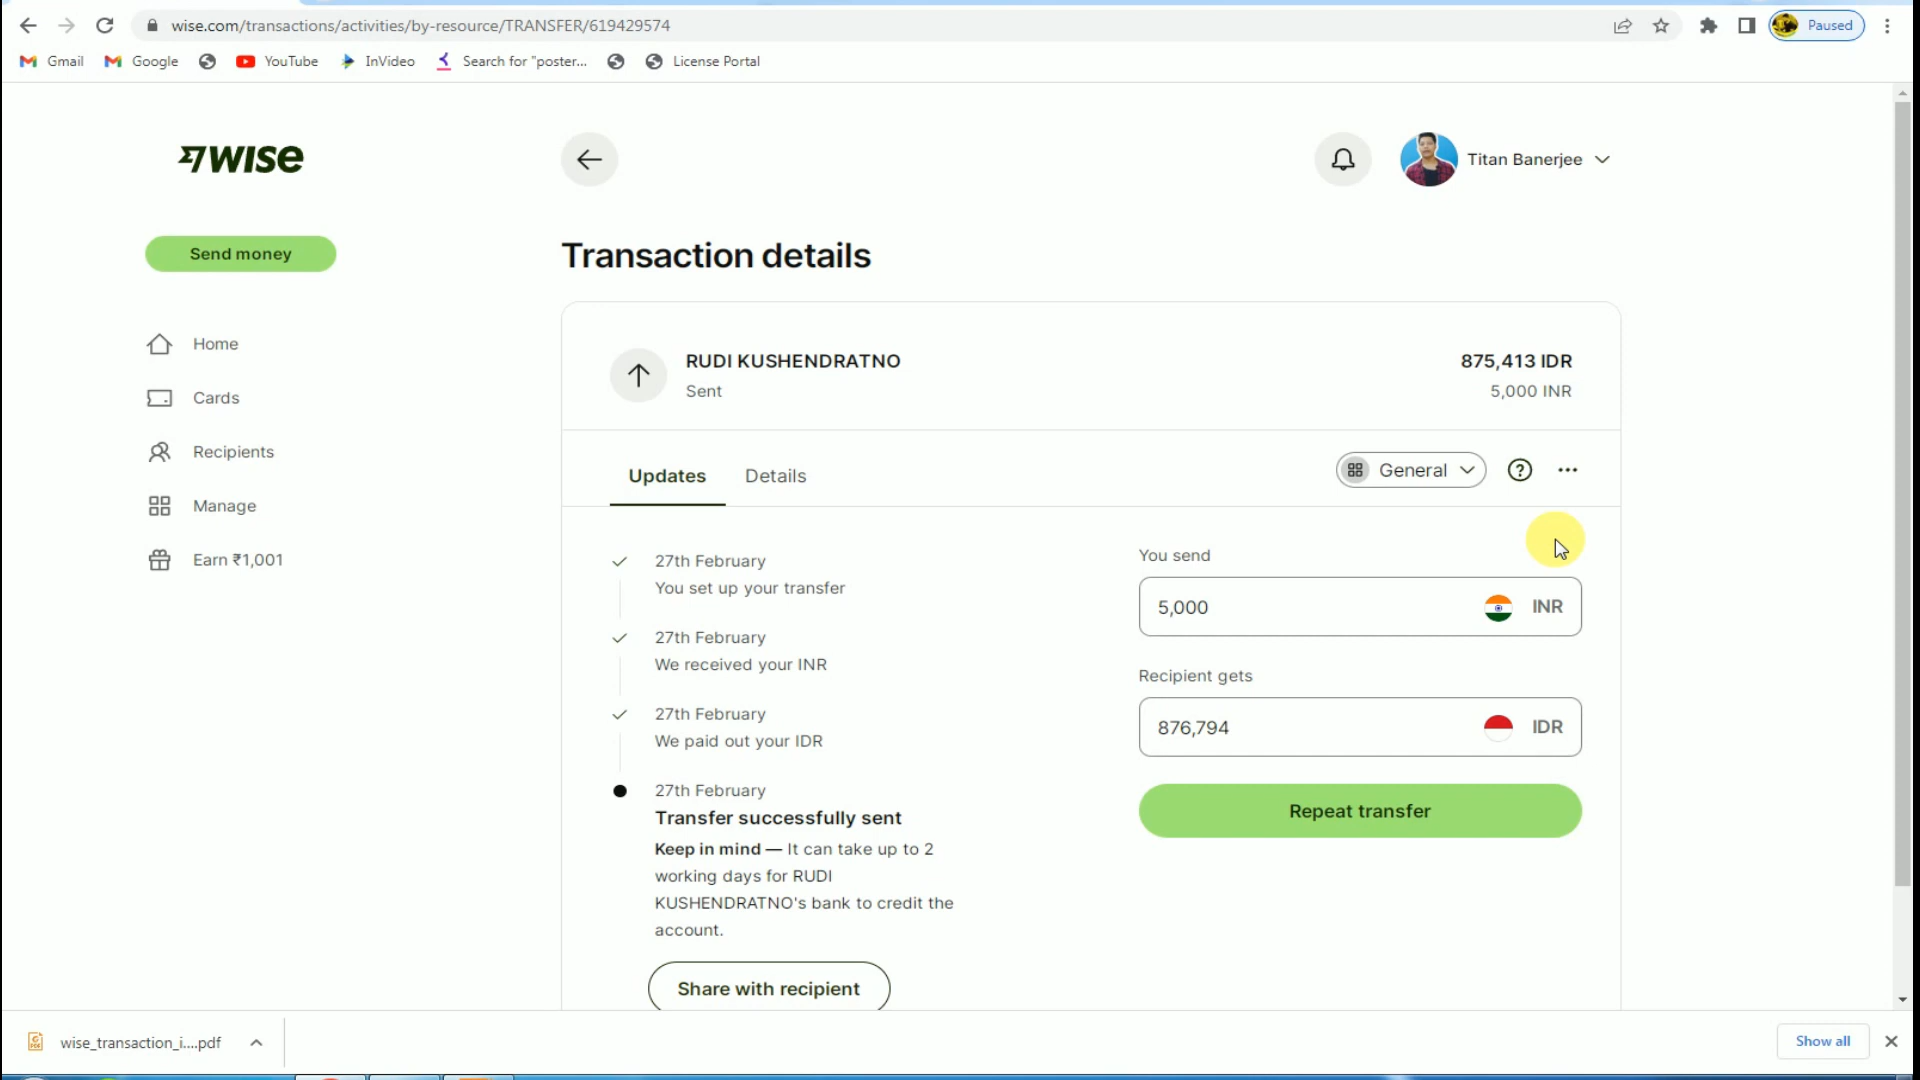 wise.com/transactions/activities/by-resource/TRANSFER/619429574
Paused
Gmail
Google
YouTube
InVideo
Search for "poster...
License Portal
7WISE
Titan Banerjee
Send money
Transaction details
Home
Cards
Recipients
Manage
Earn ₹1,001
RUDI KUSHENDRATNO
875,413 IDR
Sent
5,000 INR
Updates
Details
General
27th February
You set up your transfer
27th February
We received your INR
27th February
We paid out your IDR
27th February
Transfer successfully sent
Keep in mind — It can take up to 2
working days for RUDI
KUSHENDRATNO's bank to credit the
account.
Share with recipient
You send
5,000
INR
Recipient gets
876,794
IDR
Repeat transfer
wise_transaction_i....pdf
Show all